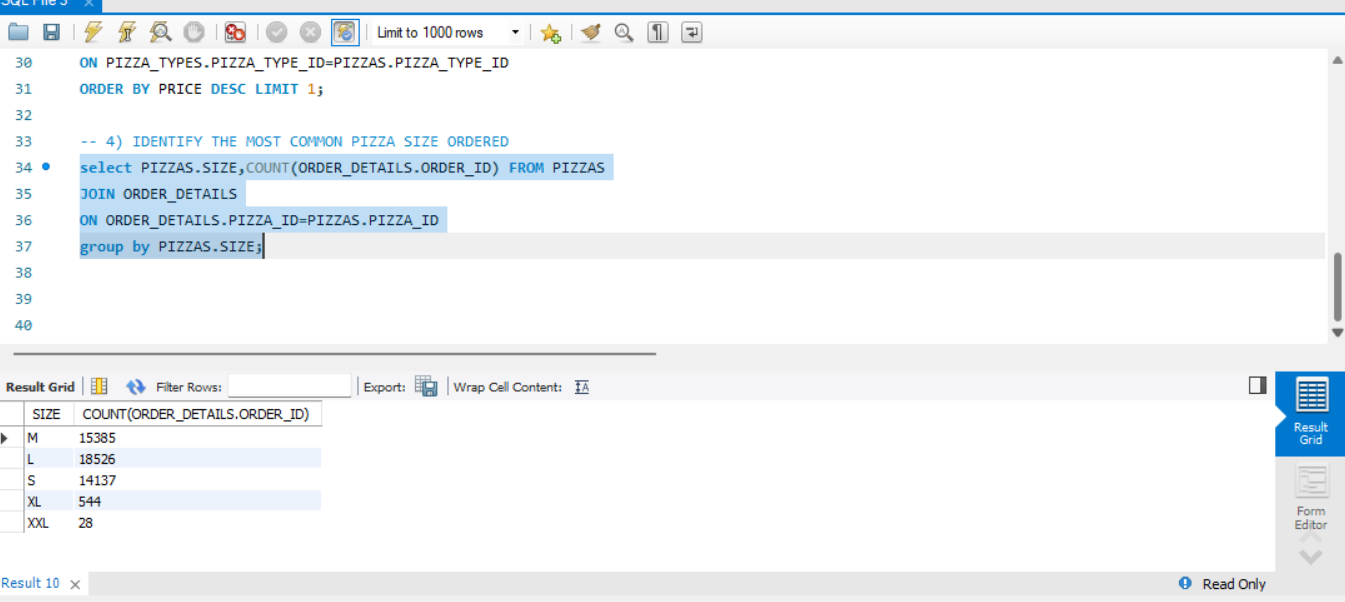 SQL File 3 ×
Limit to 1000 rows
30 ON PIZZA_TYPES.PIZZA_TYPE_ID=PIZZAS.PIZZA_TYPE_ID
31 ORDER BY PRICE DESC LIMIT 1;
32
33 -- 4) IDENTIFY THE MOST COMMON PIZZA SIZE ORDERED
34 select PIZZAS.SIZE,COUNT(ORDER_DETAILS.ORDER_ID) FROM PIZZAS
35 JOIN ORDER_DETAILS
36 ON ORDER_DETAILS.PIZZA_ID=PIZZAS.PIZZA_ID
37 group by PIZZAS.SIZE;
38
39
40
Result Grid Filter Rows: Export: Wrap Cell Content: IA
SIZE COUNT(ORDER_DETAILS.ORDER_ID)
M 15385
L 18526
S 14137
XL 544
XXL 28
Result Grid
Form Editor
Result 10 × Read Only